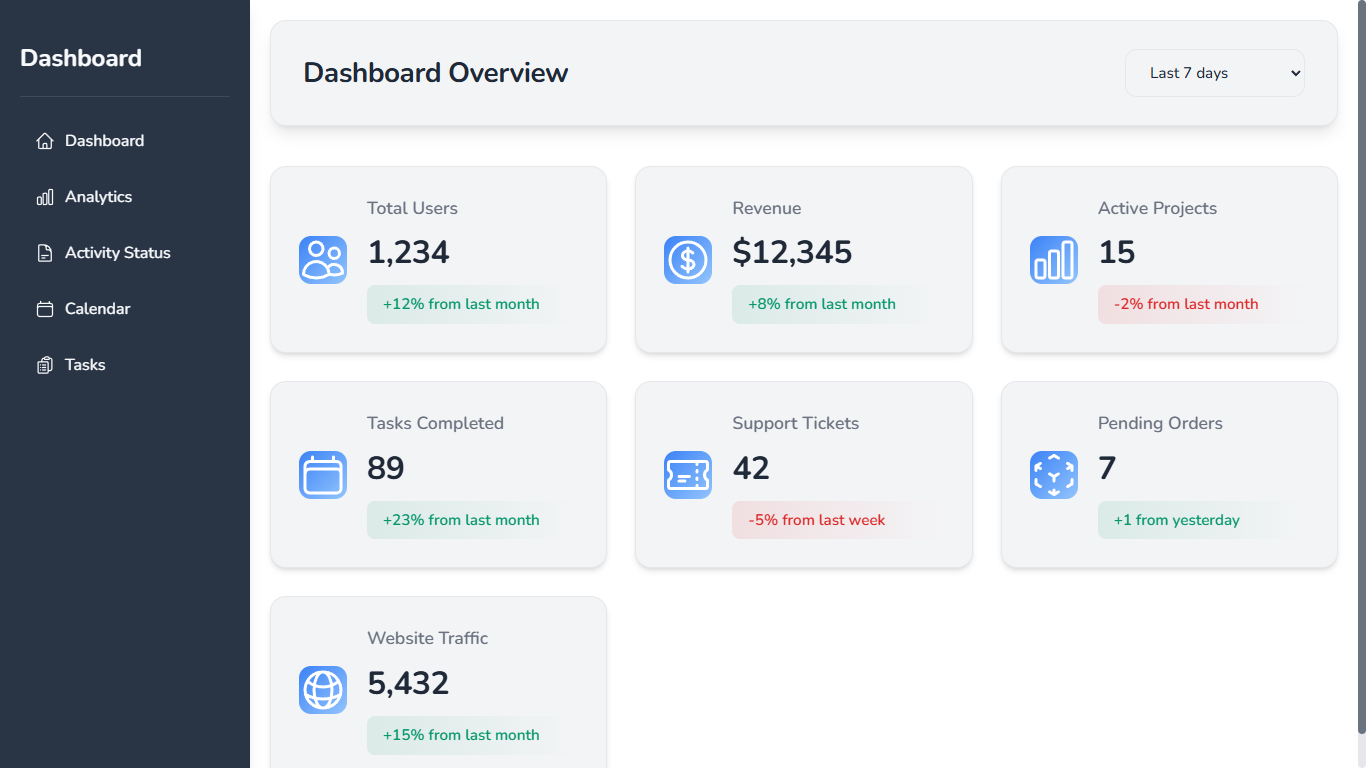 Dashboard
Dashboard
Analytics
Activity Status
Calendar
Tasks
Dashboard Overview
Last 7 days
Total Users
1,234
+12% from last month
Revenue
$12,345
+8% from last month
Active Projects
15
-2% from last month
Tasks Completed
89
+23% from last month
Support Tickets
42
-5% from last week
Pending Orders
7
+1 from yesterday
Website Traffic
5,432
+15% from last month